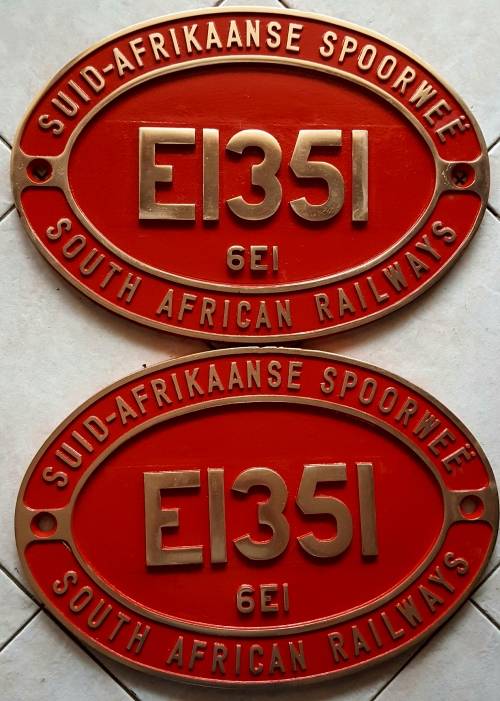 SUID-AFRIKAANSE SPOORWEË
E1351
6E1
SOUTH AFRICAN RAILWAYS
SUID-AFRIKAANSE SPOORWEË
E1351
6E1
SOUTH AFRICAN RAILWAYS